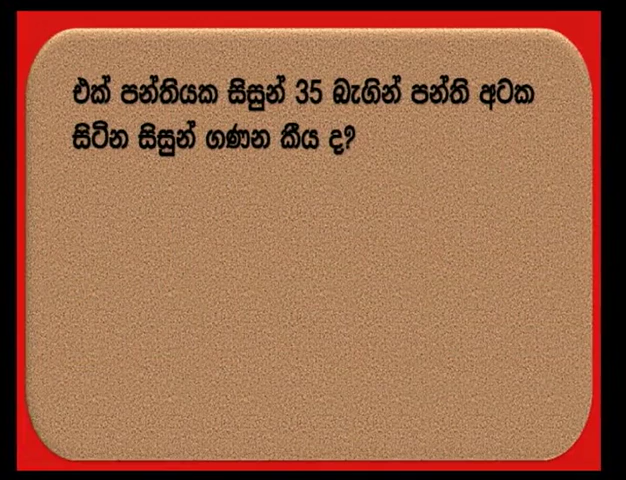 එක් පන්තියක සිසුන් 35 බැගින් පන්ති අටක
සිටින සිසුන් ගණන කීය ද?